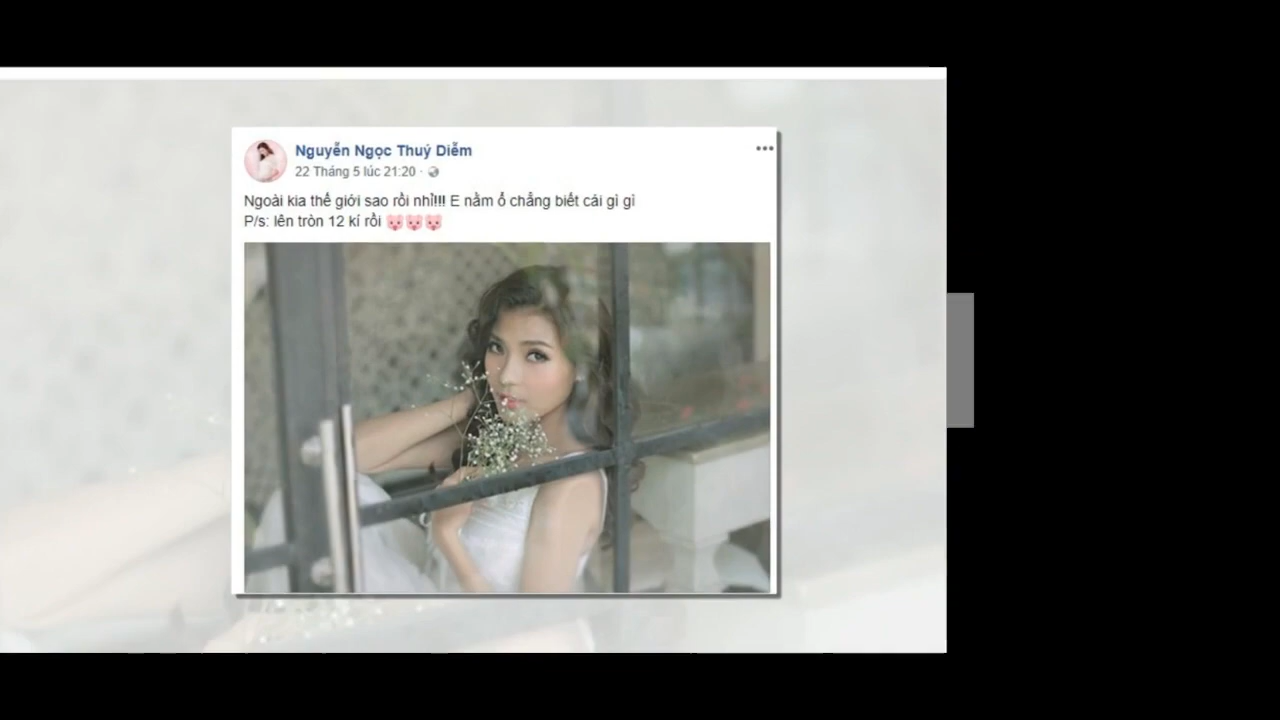 Nguyễn Ngọc Thuý Diễm
22 Tháng 5 lúc 21:20 ·
Ngoài kia thế giới sao rồi nhỉ!!! E nằm ổ chẳng biết cái gì gì
P/s: lên tròn 12 kí rồi 🐷🐷🐷